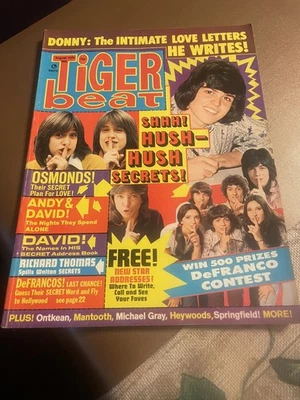 DONNY: The INTIMATE LOVE LETTERS
HE WRITES!
TiGER
beat
SHHH!
HUSH-
HUSH
SECRETS!
OSMONDS!
Their SECRET
Plan For LOVE!
ANDY &
DAVID!
The Nights They Spend
ALONE
DAVID!
The Names in HIS
SECRET Address Book
RICHARD THOMAS
Spills Welton SECRETS
DeFRANCOS! LAST CHANCE!
Guess Their SECRET Word and Fly
to Hollywood see page 22
FREE!
NEW STAR
ADDRESSES!
Where To Write,
Call and See
Your Faves
WIN 500 PRIZES
DeFRANCO
CONTEST
PLUS! Ontkean, Mantooth, Michael Gray, Heywoods, Springfield! MORE!